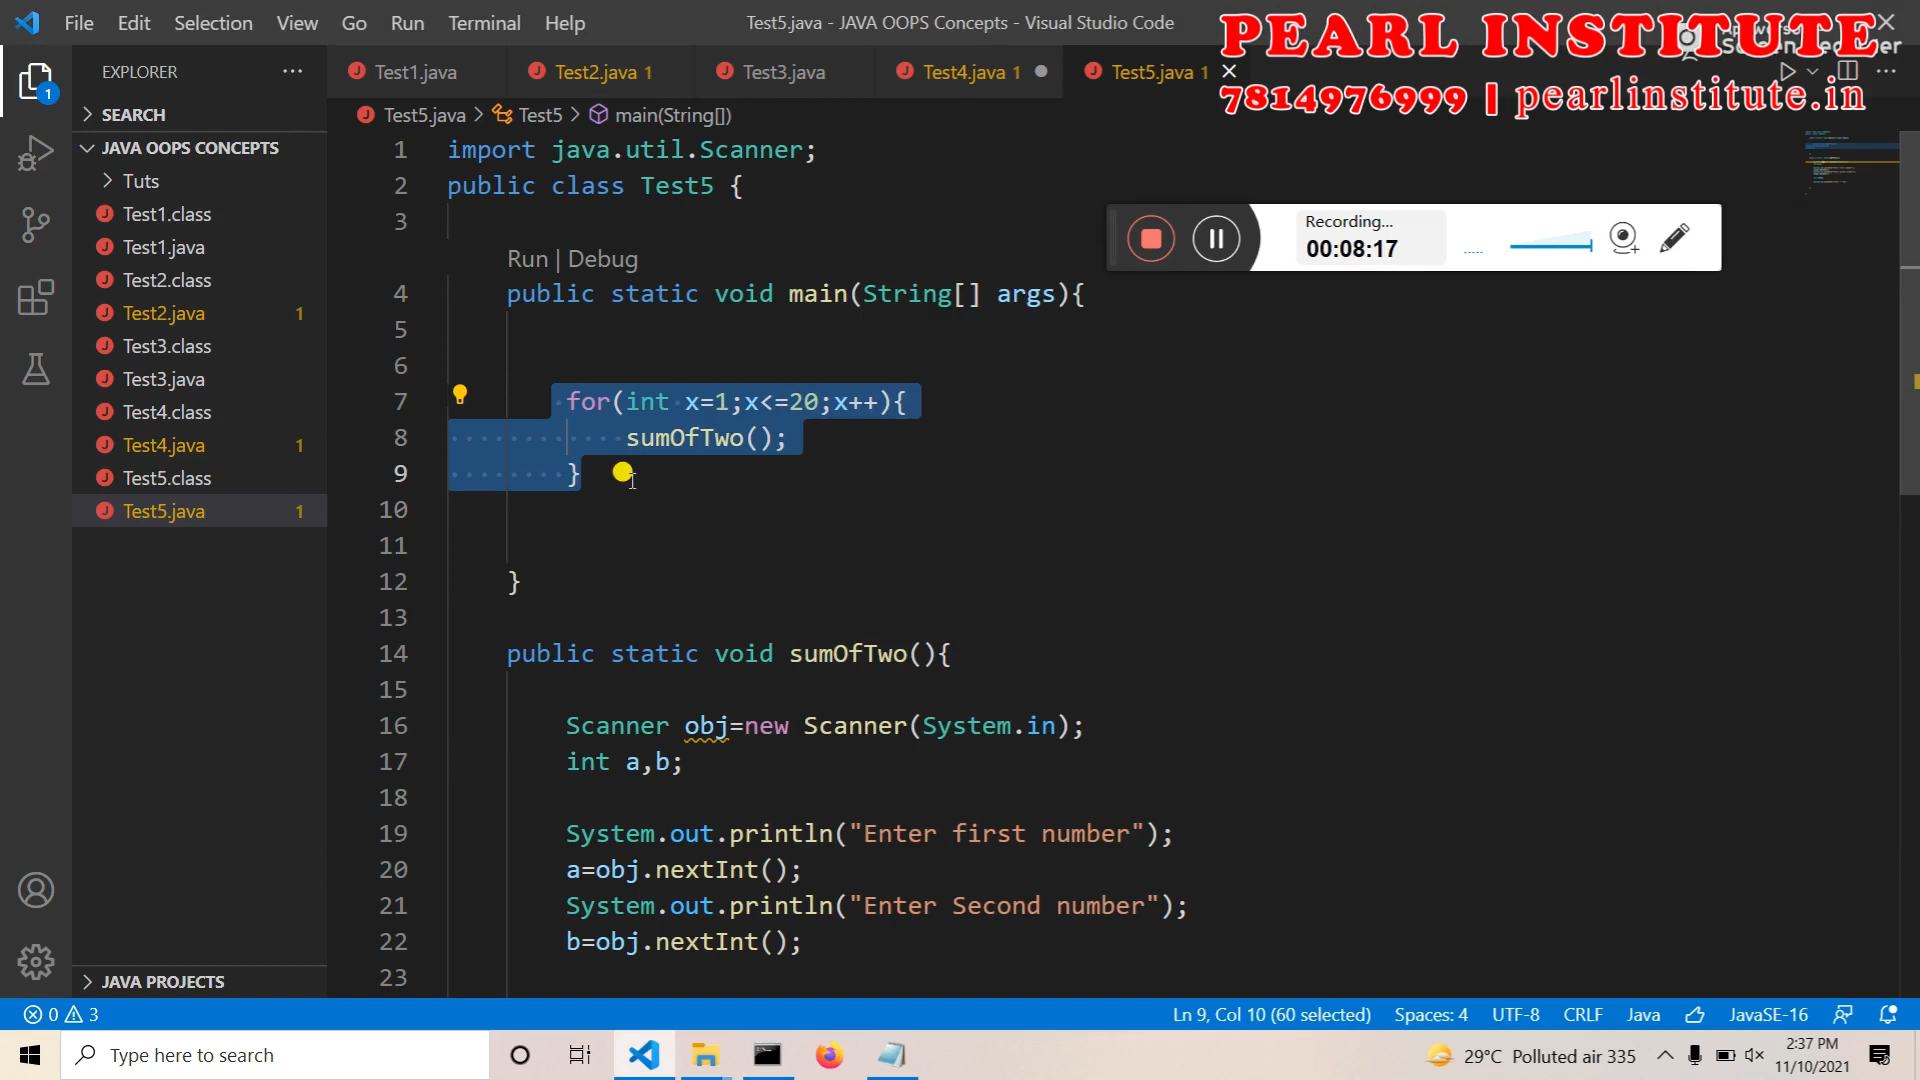 File Edit Selection View Go Run Terminal Help
Test5.java - JAVA OOPS Concepts - Visual Studio Code
PEARL INSTITUTE
7814976999 | pearlinstitute.in
EXPLORER
Test1.java
Test2.java 1
Test3.java
Test4.java 1
Test5.java 1
SEARCH
JAVA OOPS CONCEPTS
Tuts
Test1.class
Test1.java
Test2.class
Test2.java 1
Test3.class
Test3.java
Test4.class
Test4.java 1
Test5.class
Test5.java 1
JAVA PROJECTS
1
Test5.java > Test5 > main(String[])
1 import java.util.Scanner;
2 public class Test5 {
3
Run | Debug
4 public static void main(String[] args){
5
6
7 for(int x=1;x<=20;x++){
8 sumOfTwo();
9 }
10
11
12 }
13
14 public static void sumOfTwo(){
15
16 Scanner obj=new Scanner(System.in);
17 int a,b;
18
19 System.out.println("Enter first number");
20 a=obj.nextInt();
21 System.out.println("Enter Second number");
22 b=obj.nextInt();
23
Recording...
00:08:17
0 3
Ln 9, Col 10 (60 selected) Spaces: 4 UTF-8 CRLF Java JavaSE-16
Type here to search
29°C Polluted air 335
2:37 PM
11/10/2021